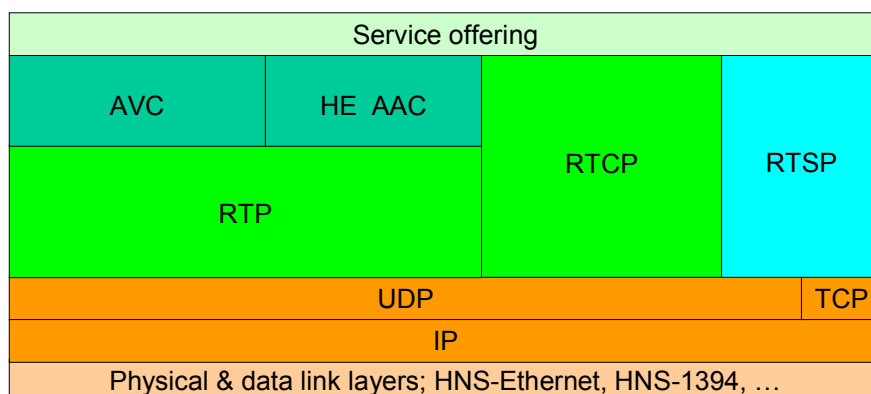 Service offering
AVC
HE AAC
RTCP
RTSP
RTP
UDP
TCP
IP
Physical & data link layers; HNS-Ethernet, HNS-1394, …